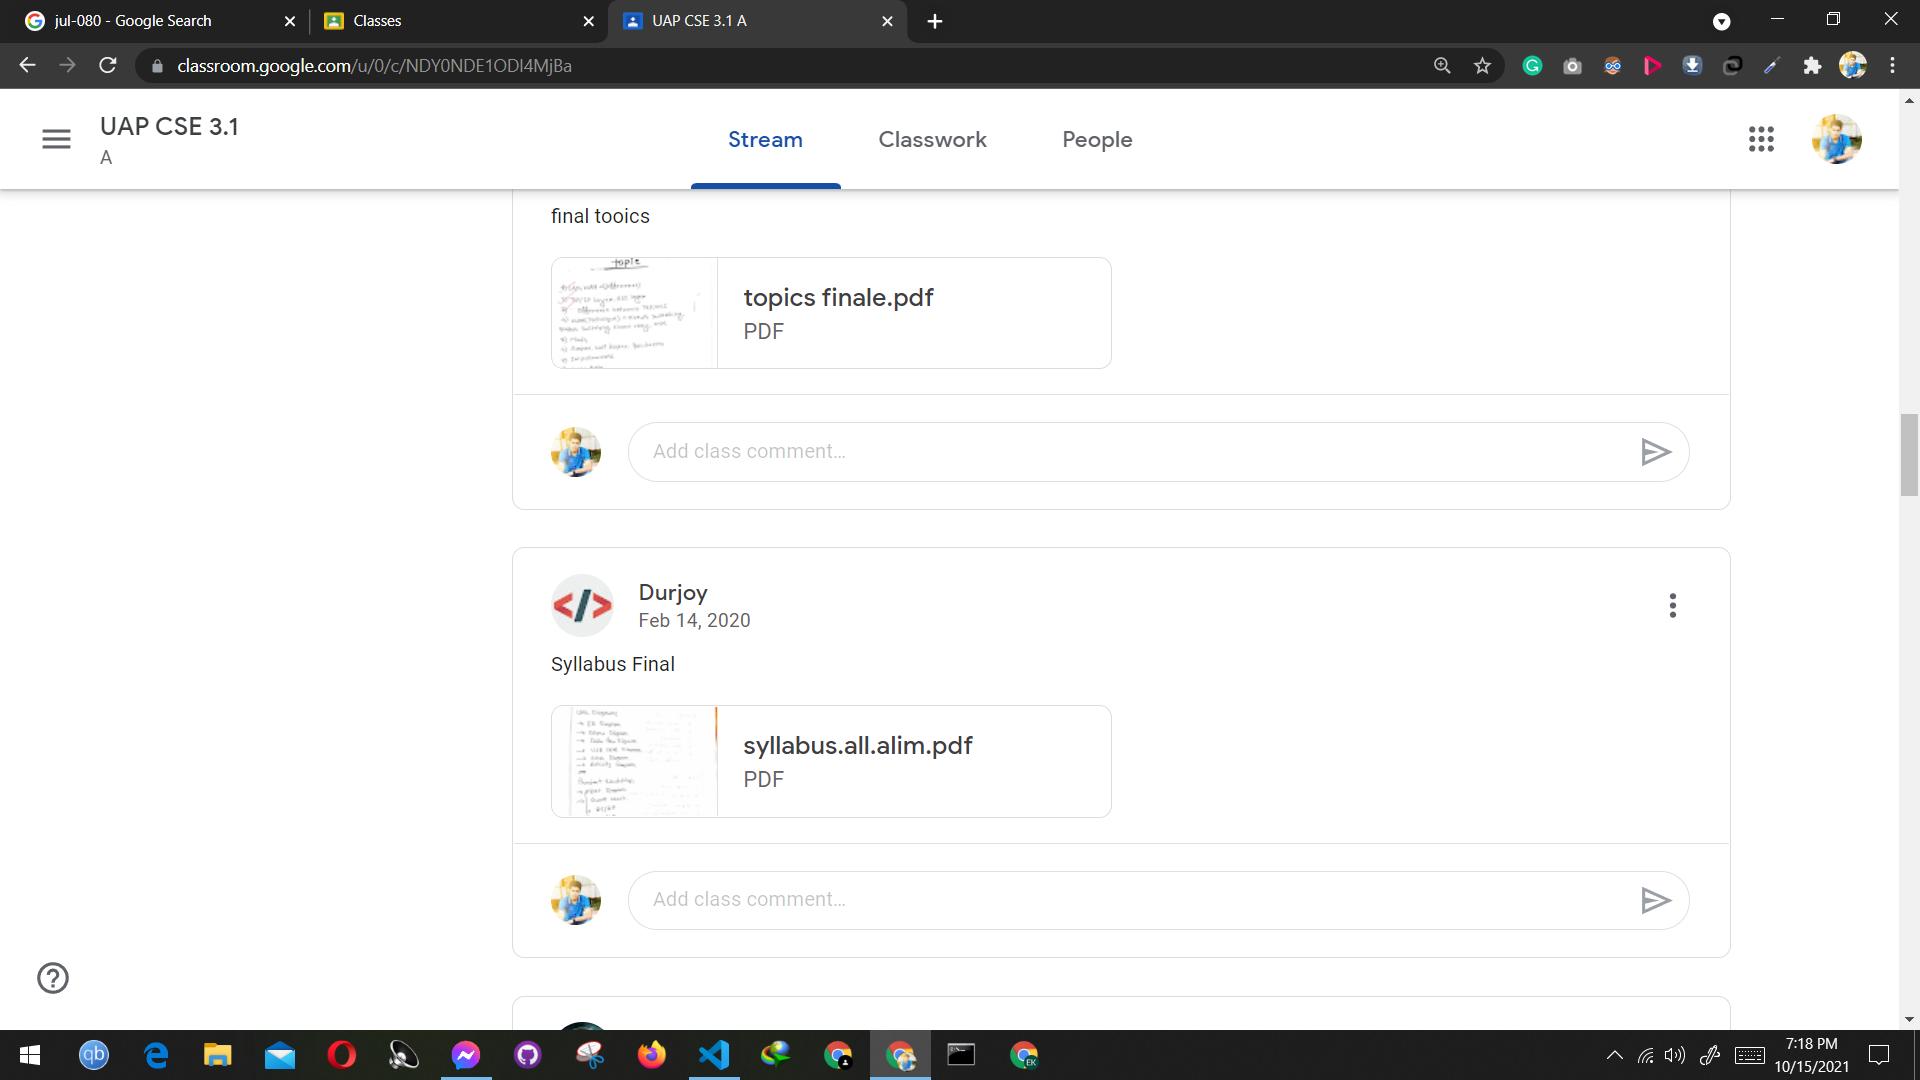 jul-080 - Google Search
Classes
UAP CSE 3.1 A
classroom.google.com/u/0/c/NDY0NDE1ODI4MjBa
UAP CSE 3.1
A
Stream
Classwork
People
final tooics
topic
topics finale.pdf
PDF
Add class comment...
Durjoy
Feb 14, 2020
Syllabus Final
syllabus.all.alim.pdf
PDF
Add class comment...
qb
EK
7:18 PM
10/15/2021